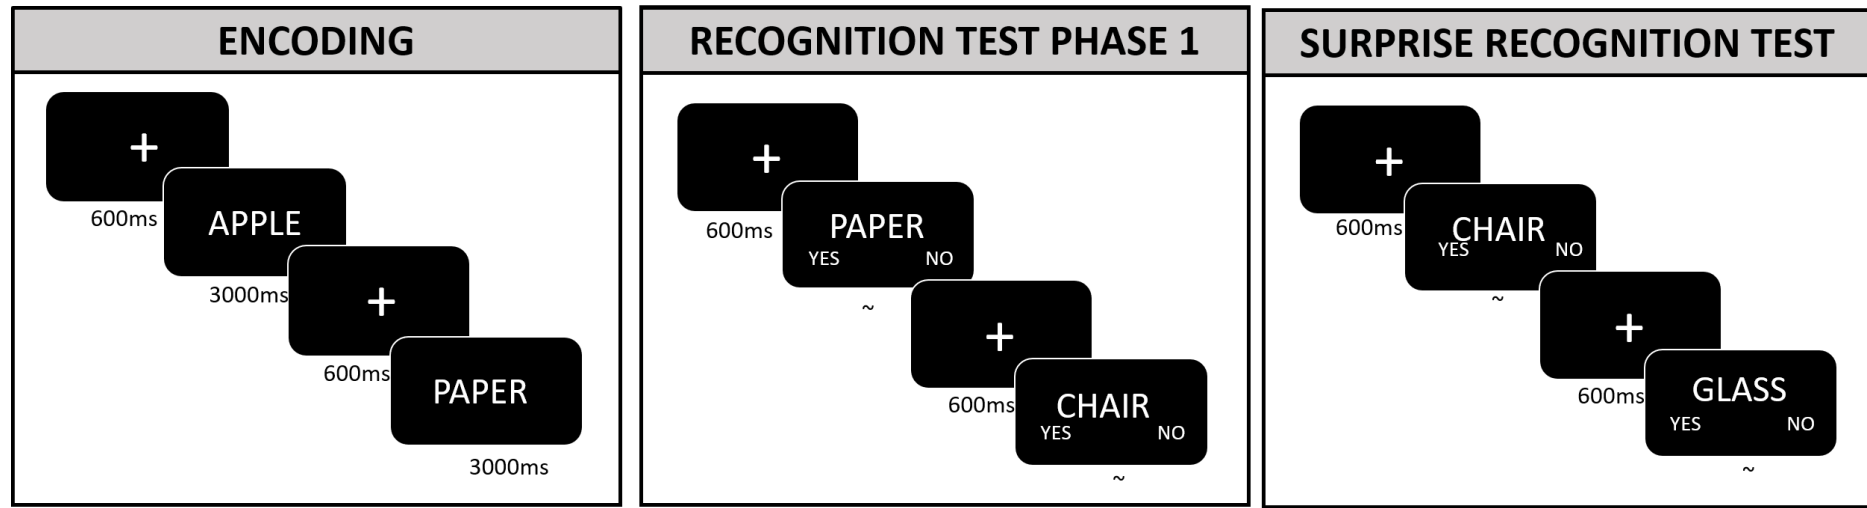 ENCODING
+
600ms
APPLE
3000ms
+
600ms
PAPER
3000ms
RECOGNITION TEST PHASE 1
+
600ms
PAPER
YES NO
~
+
600ms
CHAIR
YES NO
~
SURPRISE RECOGNITION TEST
+
600ms
CHAIR
YES NO
~
+
600ms
GLASS
YES NO
~